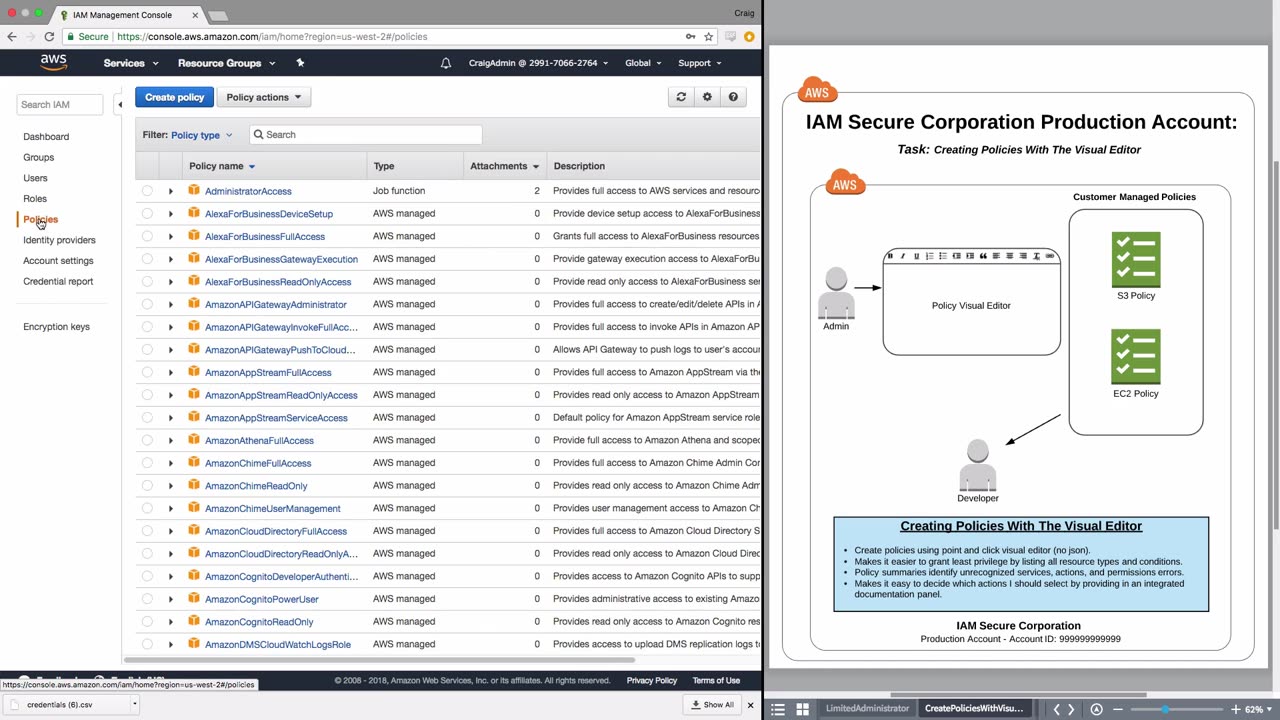 IAM Management Console
Craig
Secure https://console.aws.amazon.com/iam/home?region=us-west-2#/policies
aws Services Resource Groups CraigAdmin @ 2991-7066-2764 Global Support
Search IAM
Dashboard
Groups
Users
Roles
Policies
Identity providers
Account settings
Credential report
Encryption keys
Create policy Policy actions
Filter: Policy type Search
Policy name Type Attachments Description
AdministratorAccess Job function 2 Provides full access to AWS services and resourc
AlexaForBusinessDeviceSetup AWS managed 0 Provide device setup access to AlexaForBusiness
AlexaForBusinessFullAccess AWS managed 0 Grants full access to AlexaForBusiness resources
AlexaForBusinessGatewayExecution AWS managed 0 Provide gateway execution access to AlexaForBu
AlexaForBusinessReadOnlyAccess AWS managed 0 Provide read only access to AlexaForBusiness se
AmazonAPIGatewayAdministrator AWS managed 0 Provides full access to create/edit/delete APIs in A
AmazonAPIGatewayInvokeFullAcc... AWS managed 0 Provides full access to invoke APIs in Amazon AP
AmazonAPIGatewayPushToCloud... AWS managed 0 Allows API Gateway to push logs to user's accou
AmazonAppStreamFullAccess AWS managed 0 Provides full access to Amazon AppStream via the
AmazonAppStreamReadOnlyAccess AWS managed 0 Provides read only access to Amazon AppStream
AmazonAppStreamServiceAccess AWS managed 0 Default policy for Amazon AppStream service role
AmazonAthenaFullAccess AWS managed 0 Provide full access to Amazon Athena and scoped
AmazonChimeFullAccess AWS managed 0 Provides full access to Amazon Chime Admin Con
AmazonChimeReadOnly AWS managed 0 Provides read only access to Amazon Chime Adm
AmazonChimeUserManagement AWS managed 0 Provides user management access to Amazon Ch
AmazonCloudDirectoryFullAccess AWS managed 0 Provides full access to Amazon Cloud Directory S
AmazonCloudDirectoryReadOnlyA... AWS managed 0 Provides read only access to Amazon Cloud Direc
AmazonCognitoDeveloperAuthenti... AWS managed 0 Provides access to Amazon Cognito APIs to supp
AmazonCognitoPowerUser AWS managed 0 Provides administrative access to existing Amazo
AmazonCognitoReadOnly AWS managed 0 Provides read only access to Amazon Cognito res
AmazonDMSCloudWatchLogsRole AWS managed 0 Provides access to upload DMS replication logs to
© 2008 - 2018, Amazon Web Services, Inc. or its affiliates. All rights reserved. Privacy Policy Terms of Use
https://console.aws.amazon.com/iam/home?region=us-west-2#/policies
credentials (6).csv Show All
AWS
IAM Secure Corporation Production Account:
Task: Creating Policies With The Visual Editor
AWS
Customer Managed Policies
Policy Visual Editor
Admin
S3 Policy
EC2 Policy
Developer
Creating Policies With The Visual Editor
• Create policies using point and click visual editor (no json).
• Makes it easier to grant least privilege by listing all resource types and conditions.
• Policy summaries identify unrecognized services, actions, and permissions errors.
• Makes it easy to decide which actions I should select by providing in an integrated
documentation panel.
IAM Secure Corporation
Production Account - Account ID: 999999999999
LimitedAdministrator CreatePoliciesWithVisu... 62%